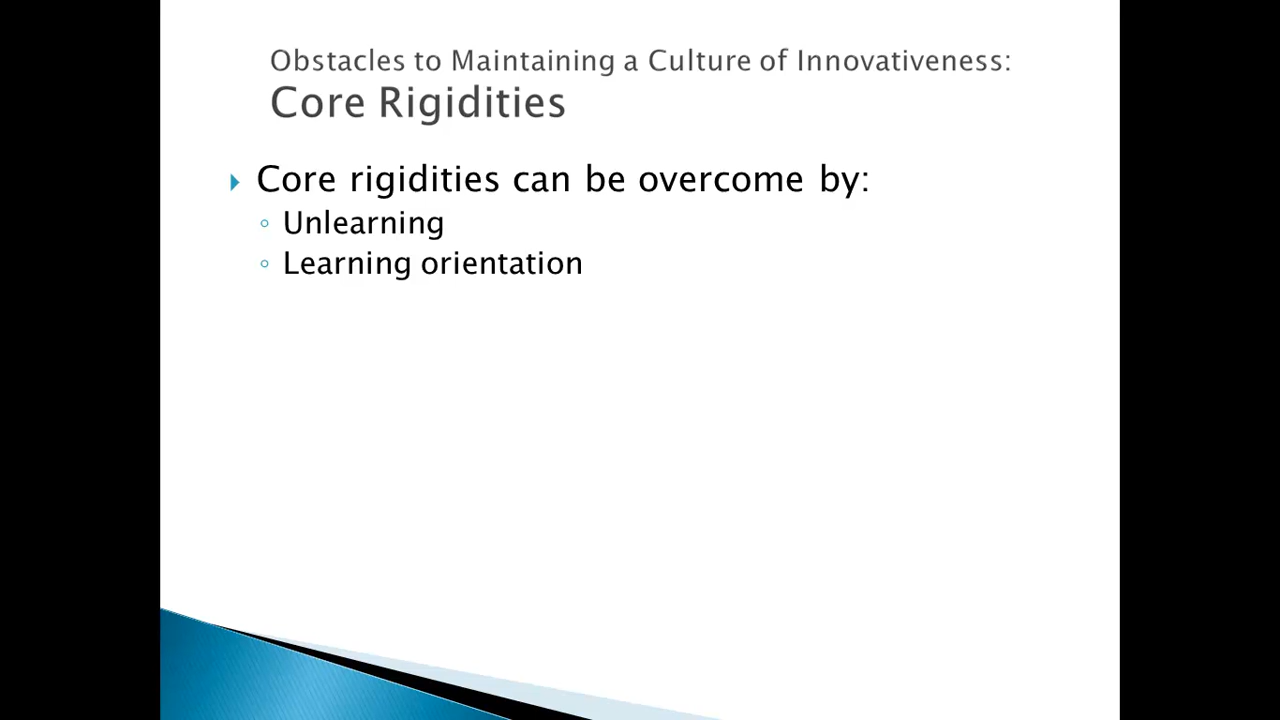 Obstacles to Maintaining a Culture of Innovativeness:
Core Rigidities
Core rigidities can be overcome by:
Unlearning
Learning orientation